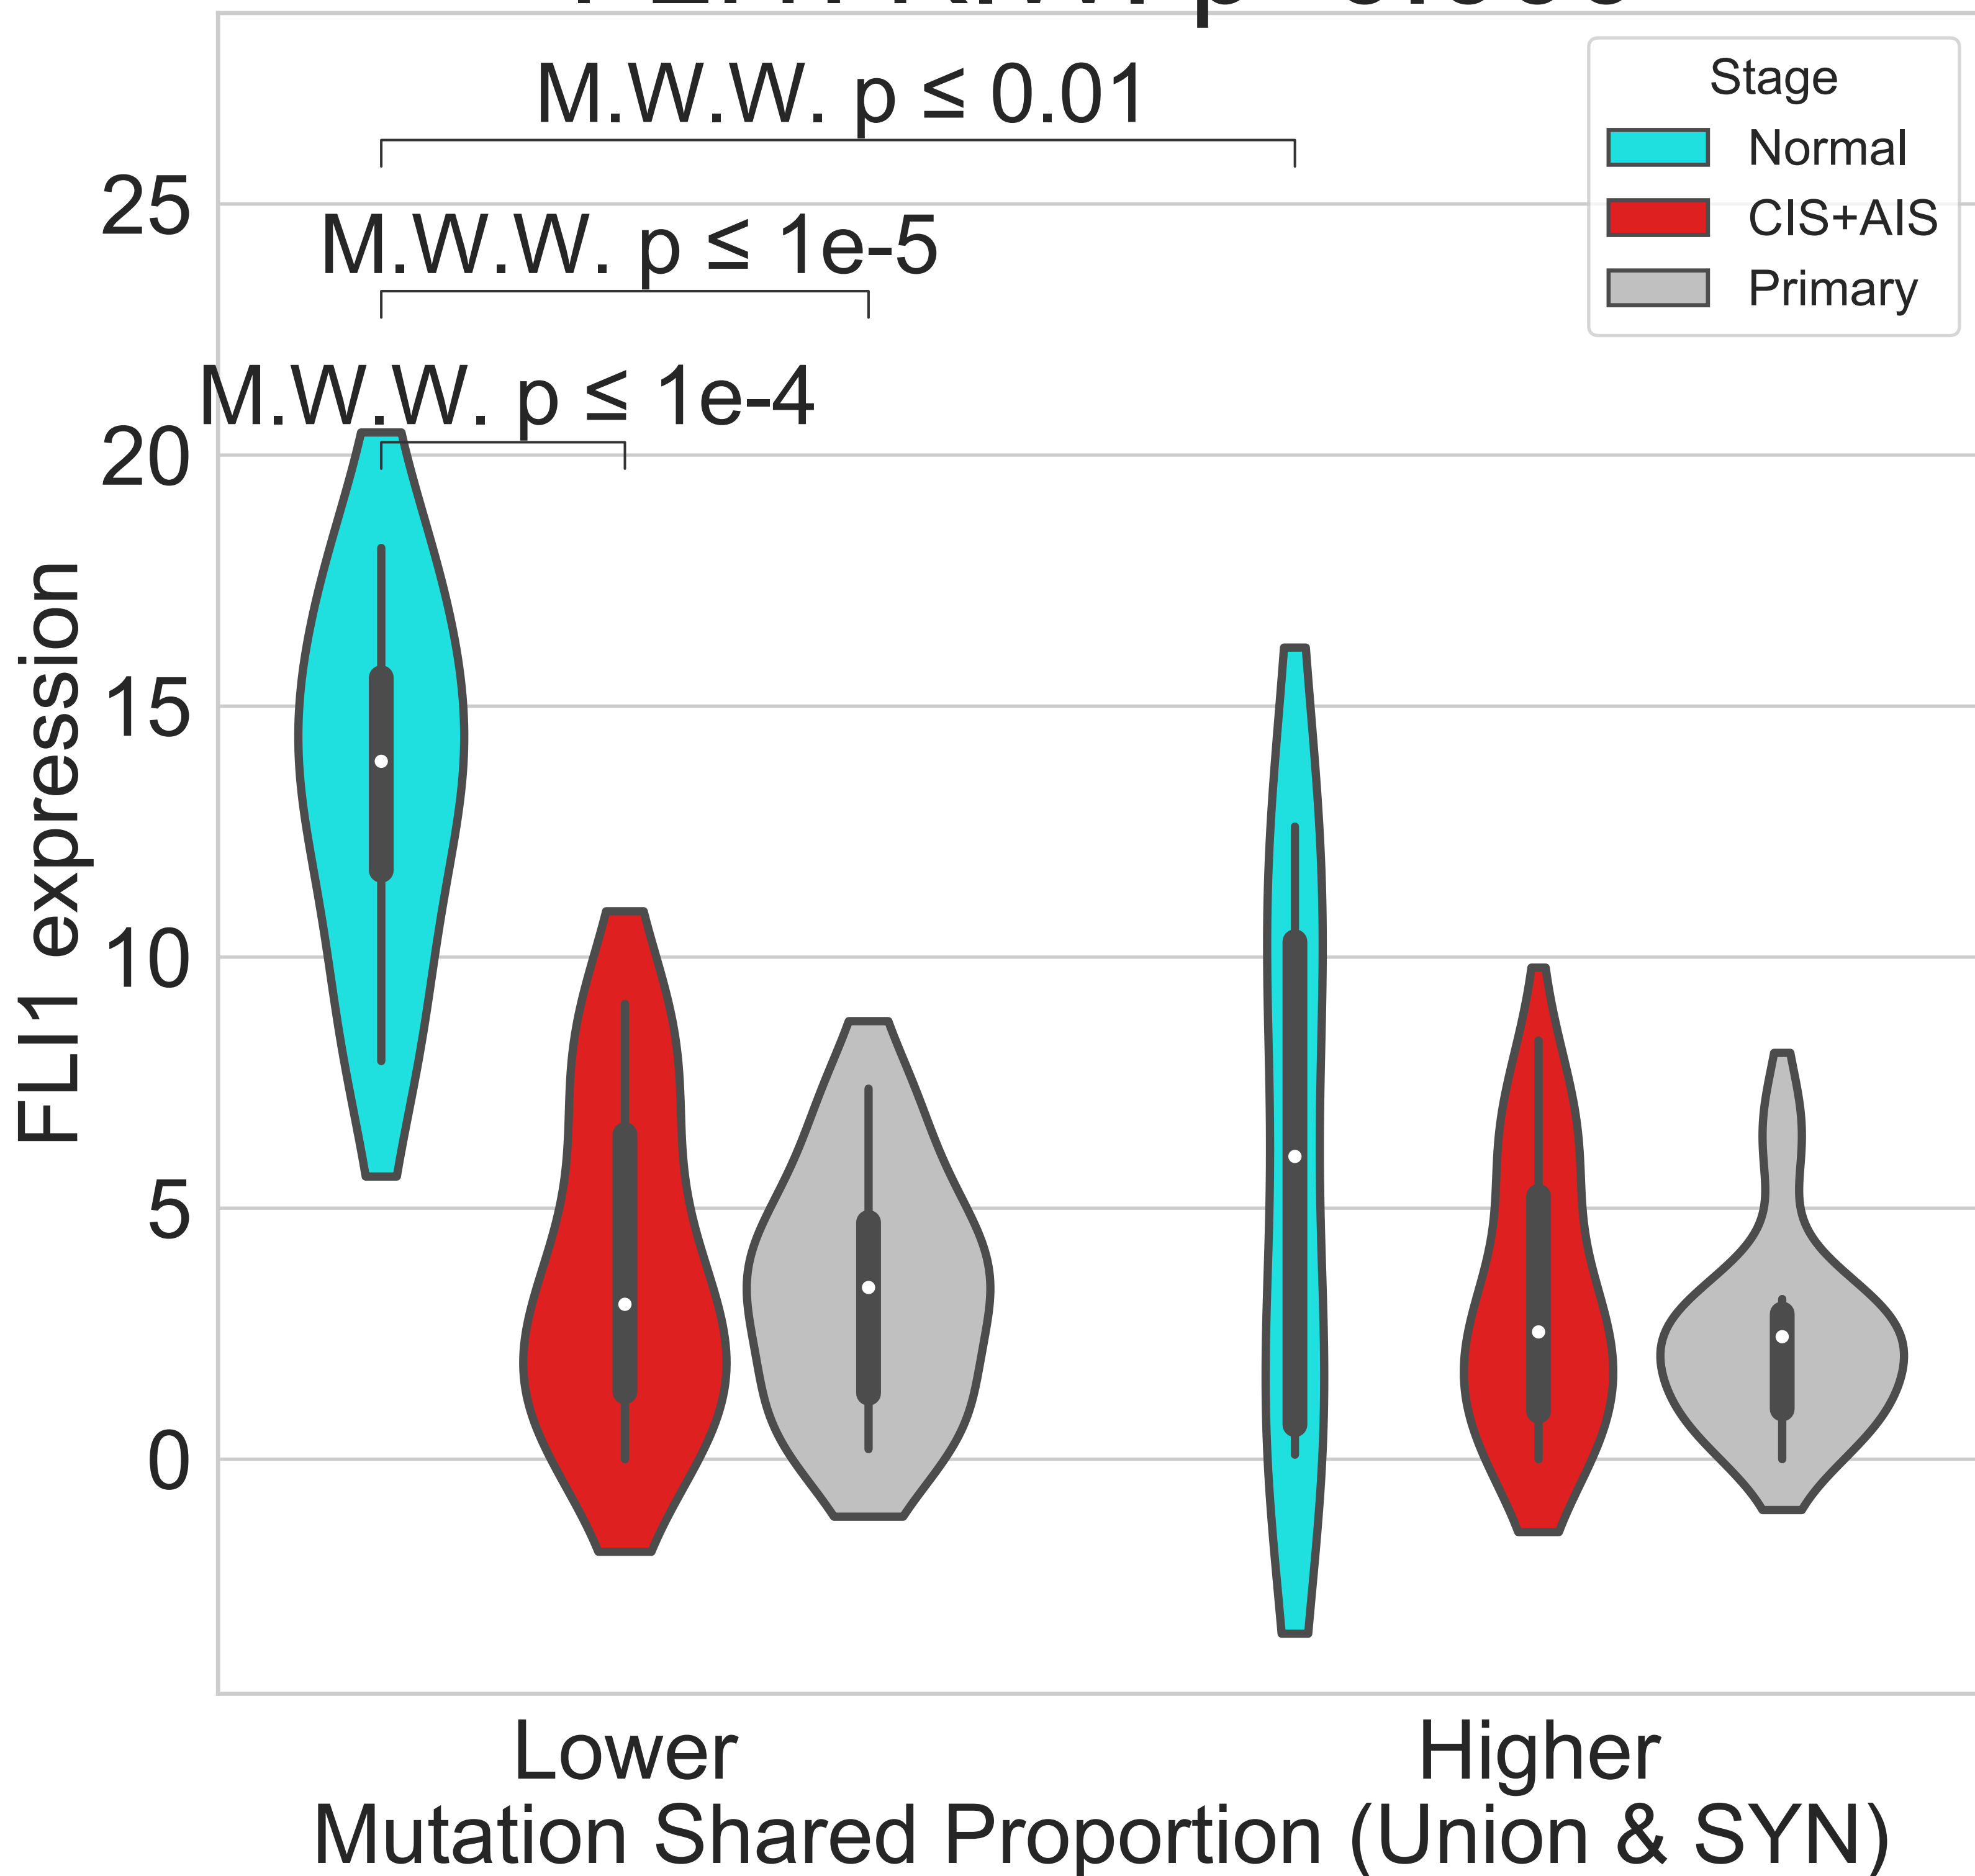 M.W.W. p ≤ 0.01
M.W.W. p ≤ 1e-5
M.W.W. p ≤ 1e-4
Stage
Normal
CIS+AIS
Primary
25
20
15
10
5
0
FLI1 expression
Lower
Higher
Mutation Shared Proportion (Union & SYN)